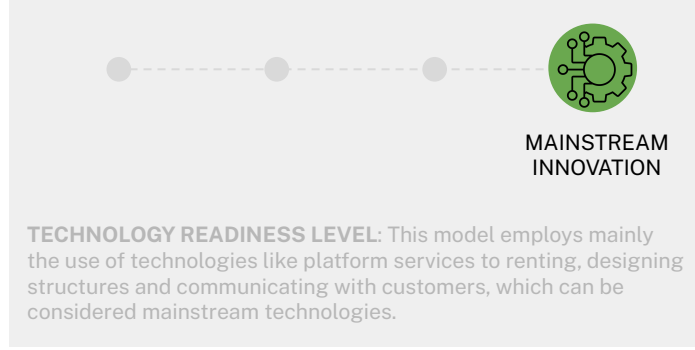 MAINSTREAM
INNOVATION
TECHNOLOGY READINESS LEVEL: This model employs mainly
the use of technologies like platform services to renting, designing
structures and communicating with customers, which can be
considered mainstream technologies.